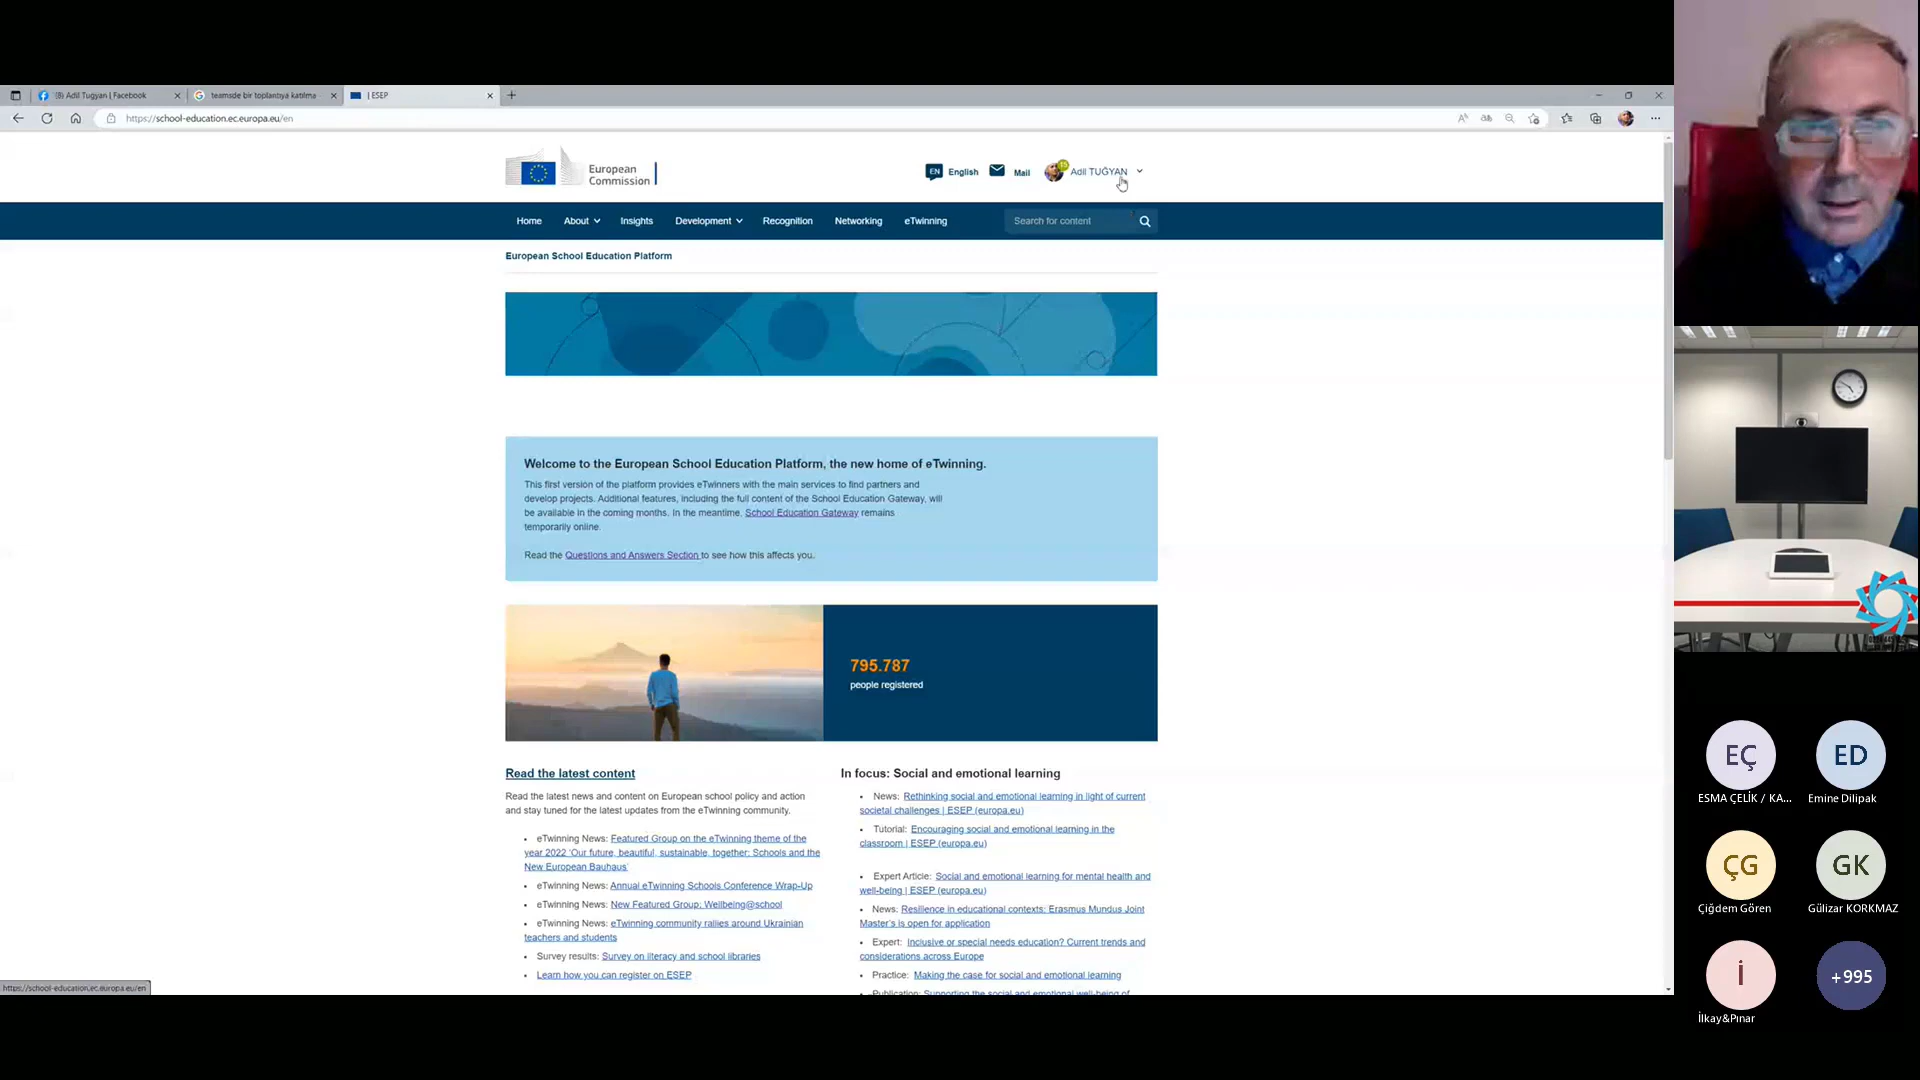 (8) Adil Tugyan | Facebook
teamsde bir toplantıya katılma
| ESEP
https://school-education.ec.europa.eu/en
European
Commission
EN English Mail Adil TUĞYAN
Home About Insights Development Recognition Networking eTwinning Search for content
European School Education Platform
Welcome to the European School Education Platform, the new home of eTwinning.
This first version of the platform provides eTwinners with the main services to find partners and
develop projects. Additional features, including the full content of the School Education Gateway, will
be available in the coming months. In the meantime, School Education Gateway remains
temporarily online.
Read the Questions and Answers Section to see how this affects you.
795.787
people registered
Read the latest content
Read the latest news and content on European school policy and action
and stay tuned for the latest updates from the eTwinning community.
eTwinning News: Featured Group on the eTwinning theme of the
year 2022 'Our future, beautiful, sustainable, together: Schools and the
New European Bauhaus'
eTwinning News: Annual eTwinning Schools Conference Wrap-Up
eTwinning News: New Featured Group: Wellbeing@school
eTwinning News: eTwinning community rallies around Ukrainian
teachers and students
Survey results: Survey on literacy and school libraries
Learn how you can register on ESEP
In focus: Social and emotional learning
News: Rethinking social and emotional learning in light of current
societal challenges | ESEP (europa.eu)
Tutorial: Encouraging social and emotional learning in the
classroom | ESEP (europa.eu)
Expert Article: Social and emotional learning for mental health and
well-being | ESEP (europa.eu)
News: Resilience in educational contexts: Erasmus Mundus Joint
Master's is open for application
Expert: Inclusive or special needs education? Current trends and
considerations across Europe
Practice: Making the case for social and emotional learning
Publication: Supporting the social and emotional well-being of
https://school-education.ec.europa.eu/en
EÇ
ESMA ÇELİK / KA...
ED
Emine Dilipak
ÇG
Çiğdem Gören
GK
Gülizar KORKMAZ
İ
İlkay&Pınar
+995